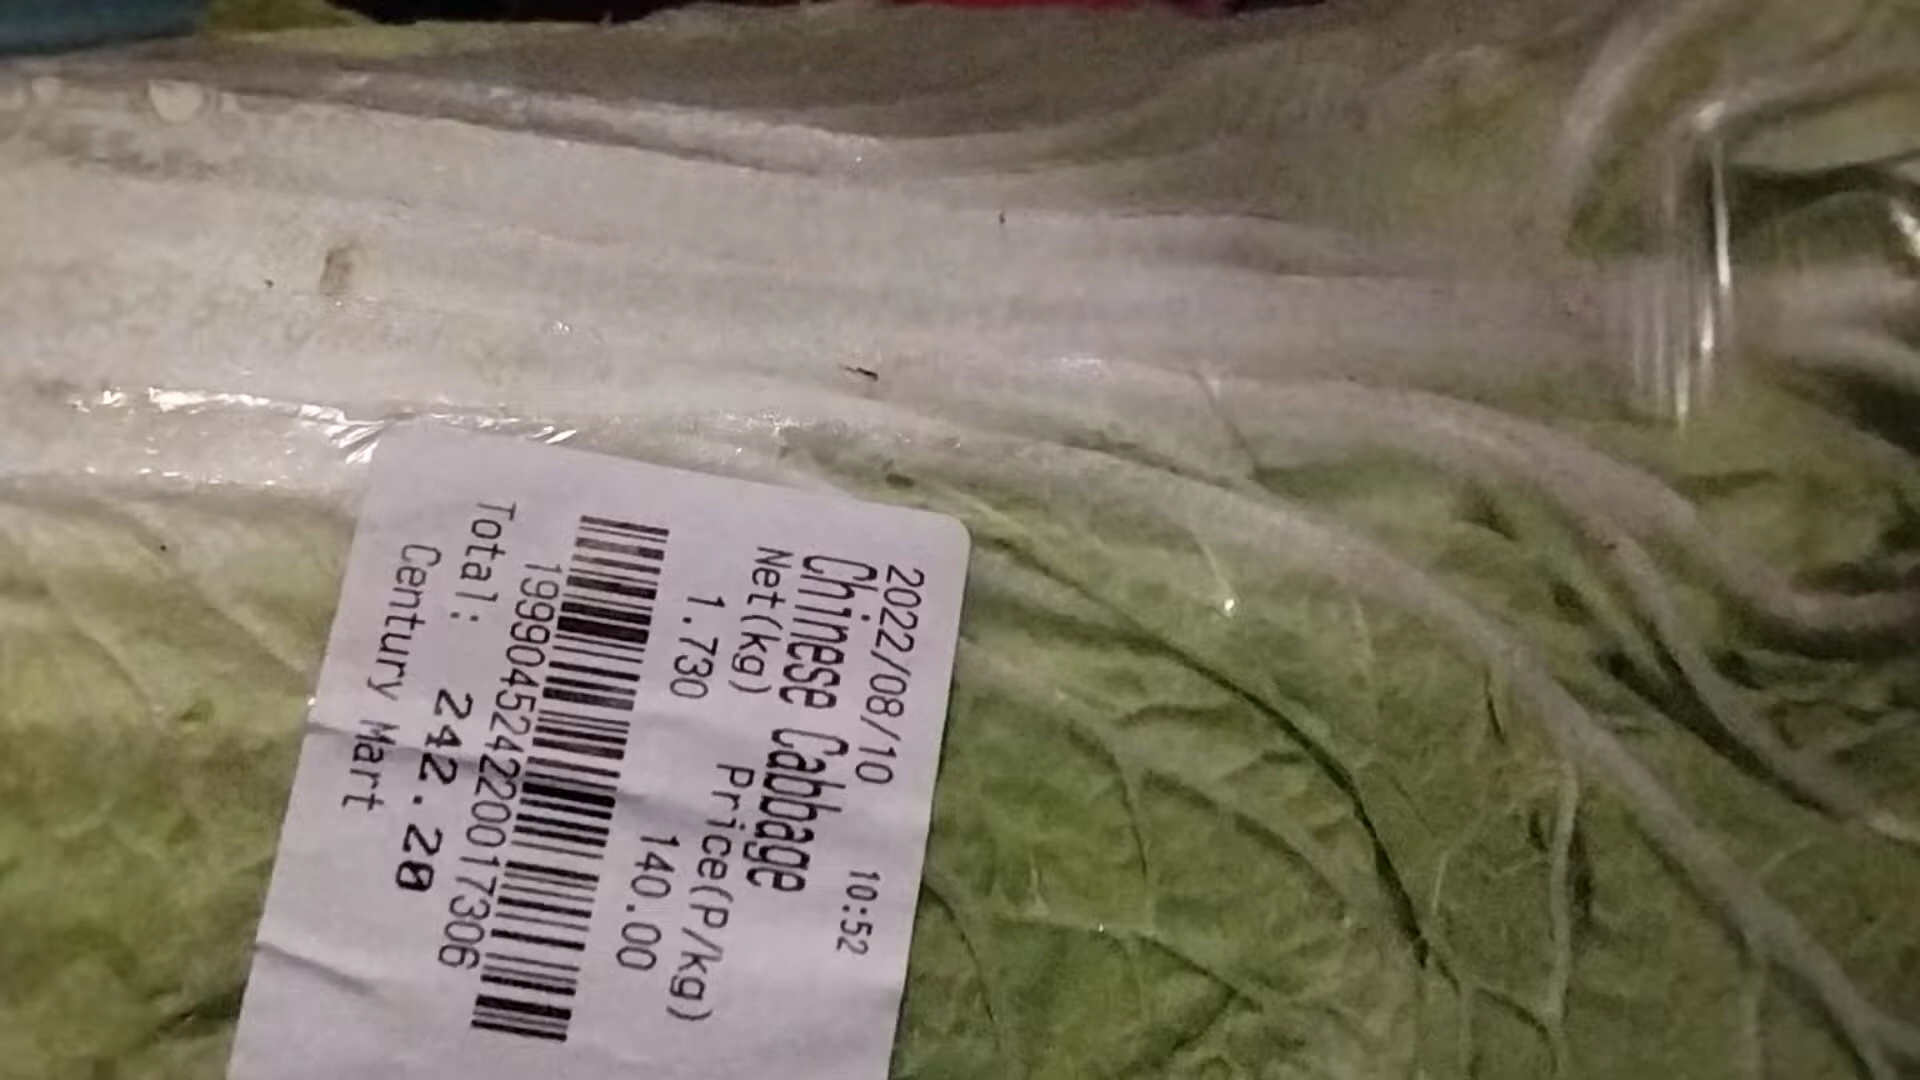 2022/08/10 10:52
Chinese Cabbage
Net(kg) Price(P/kg)
1.730 140.00
199904524220017306
Total: 242.20
Century Mart